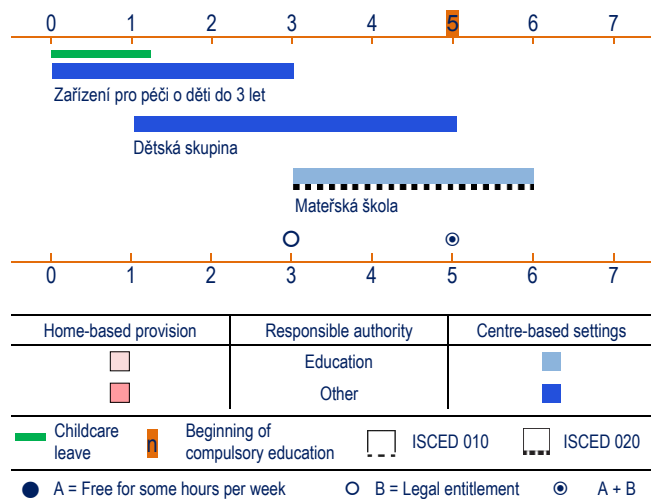 0 1 2 3 4 5 6 7
Zařízení pro péči o děti do 3 let
Dětská skupina
Mateřská škola
0 1 2 3 4 5 6 7
Home-based provision Responsible authority Centre-based settings
Education
Other
Childcare leave
n Beginning of compulsory education
ISCED 010
ISCED 020
A = Free for some hours per week B = Legal entitlement A + B